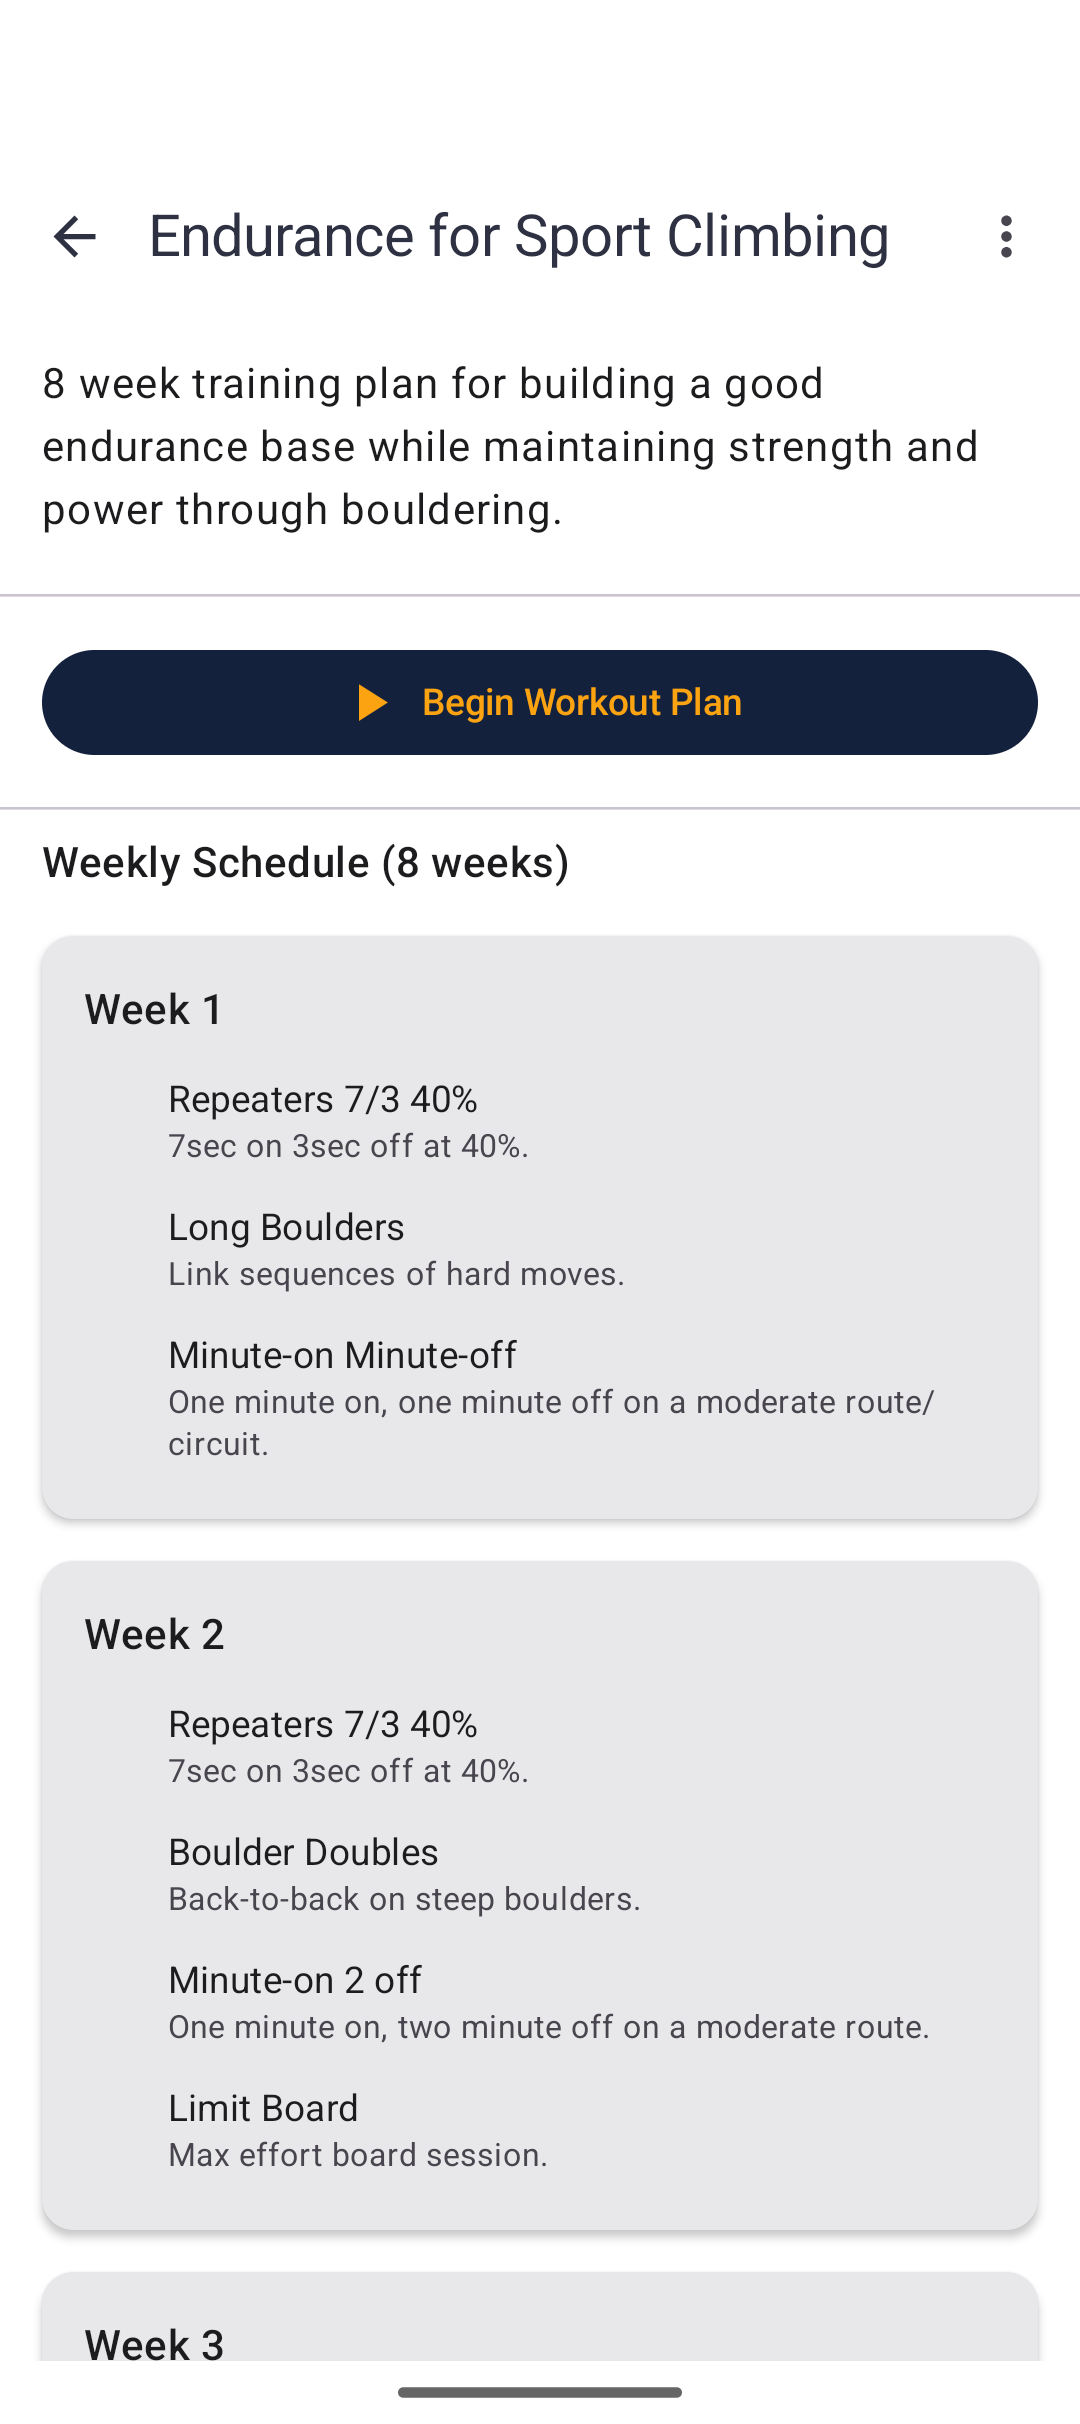 Endurance for Sport Climbing
8 week training plan for building a good
endurance base while maintaining strength and
power through bouldering.
Begin Workout Plan
Weekly Schedule (8 weeks)
Week 1
Repeaters 7/3 40%
7sec on 3sec off at 40%.
Long Boulders
Link sequences of hard moves.
Minute-on Minute-off
One minute on, one minute off on a moderate route/
circuit.
Week 2
Repeaters 7/3 40%
7sec on 3sec off at 40%.
Boulder Doubles
Back-to-back on steep boulders.
Minute-on 2 off
One minute on, two minute off on a moderate route.
Limit Board
Max effort board session.
Week 3